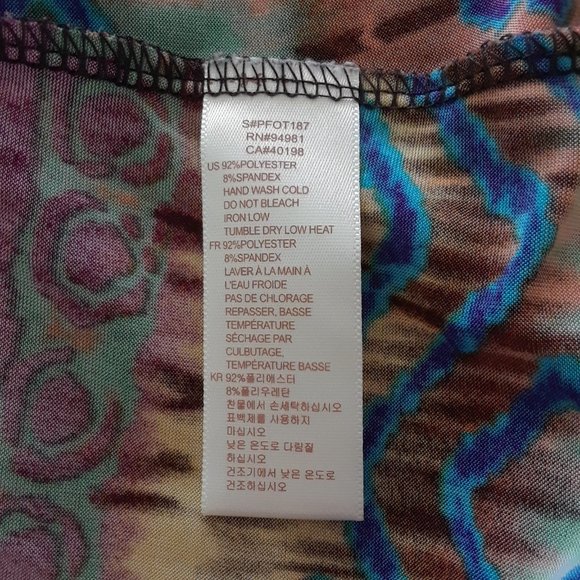 S#PFOT187
RN#94981
CA#40198
US 92%POLYESTER
8%SPANDEX
HAND WASH COLD
DO NOT BLEACH
IRON LOW
TUMBLE DRY LOW HEAT
FR 92%POLYESTER
8%SPANDEX
LAVER À LA MAIN À
L'EAU FROIDE
PAS DE CHLORAGE
REPASSER, BASSE
TEMPÉRATURE
SÉCHAGE PAR
CULBUTAGE,
TEMPÉRATURE BASSE
KR 92%폴리에스터
8%폴리우레탄
찬물에서 손세탁하십시오
표백제를 사용하지
마십시오
낮은 온도로 다림질
하십시오
건조기에서 낮은 온도로
건조하십시오